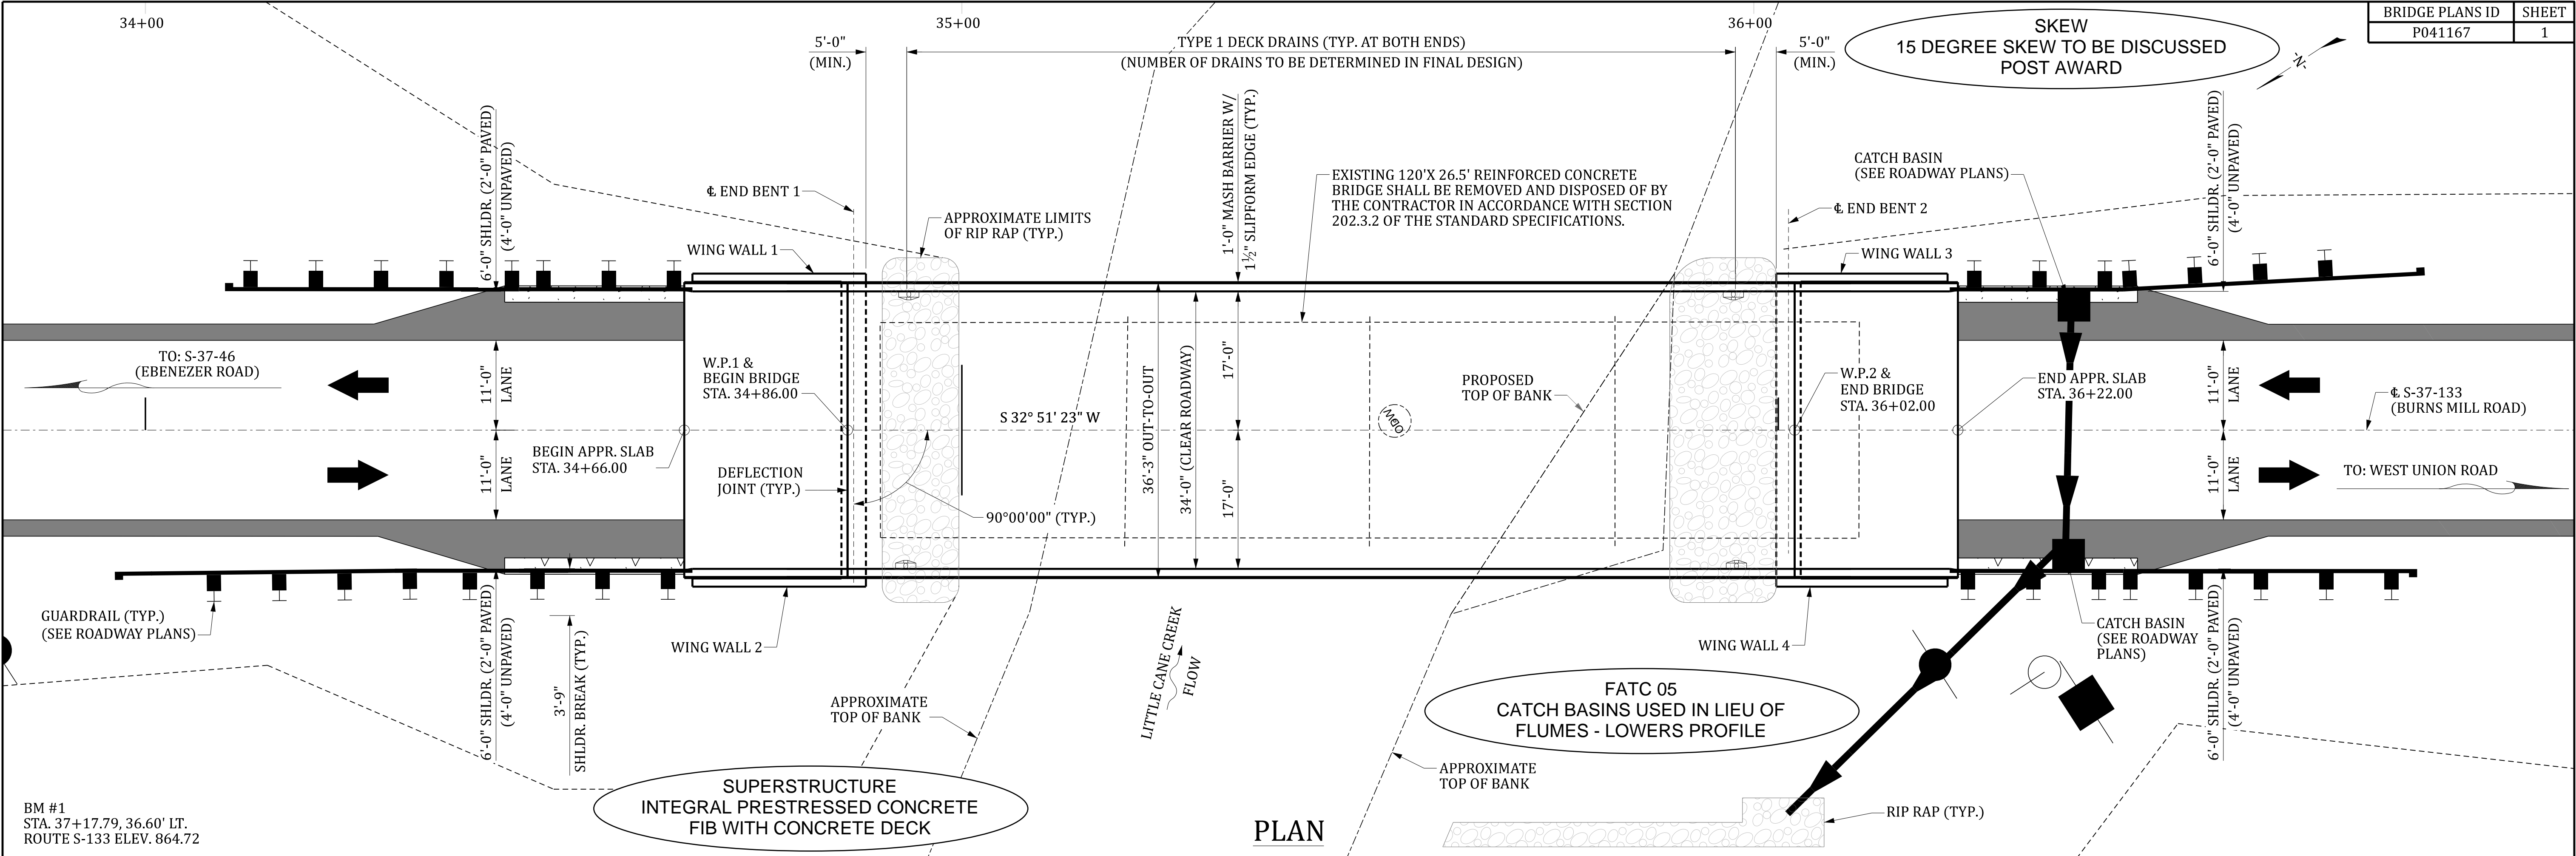 34+00
35+00
36+00
BRIDGE PLANS ID
SHEET
P041167
1
SKEW
15 DEGREE SKEW TO BE DISCUSSED
POST AWARD
-N-
5'-0"
(MIN.)
TYPE 1 DECK DRAINS (TYP. AT BOTH ENDS)
(NUMBER OF DRAINS TO BE DETERMINED IN FINAL DESIGN)
5'-0"
(MIN.)
6'-0" SHLDR. (2'-0" PAVED)
(4'-0" UNPAVED)
1'-0" MASH BARRIER W/
1½" SLIPFORM EDGE (TYP.)
6'-0" SHLDR. (2'-0" PAVED)
(4'-0" UNPAVED)
℄ END BENT 1
APPROXIMATE LIMITS
OF RIP RAP (TYP.)
WING WALL 1
EXISTING 120'X 26.5' REINFORCED CONCRETE
BRIDGE SHALL BE REMOVED AND DISPOSED OF BY
THE CONTRACTOR IN ACCORDANCE WITH SECTION
202.3.2 OF THE STANDARD SPECIFICATIONS.
CATCH BASIN
(SEE ROADWAY PLANS)
℄ END BENT 2
WING WALL 3
TO: S-37-46
(EBENEZER ROAD)
11'-0"
LANE
11'-0"
LANE
W.P.1 &
BEGIN BRIDGE
STA. 34+86.00
BEGIN APPR. SLAB
STA. 34+66.00
DEFLECTION
JOINT (TYP.)
90°00'00" (TYP.)
S 32° 51' 23" W
36'-3" OUT-TO-OUT
34'-0" (CLEAR ROADWAY)
17'-0"
17'-0"
PROPOSED
TOP OF BANK
W.P.2 &
END BRIDGE
STA. 36+02.00
END APPR. SLAB
STA. 36+22.00
11'-0"
LANE
11'-0"
LANE
℄ S-37-133
(BURNS MILL ROAD)
TO: WEST UNION ROAD
GUARDRAIL (TYP.)
(SEE ROADWAY PLANS)
6'-0" SHLDR. (2'-0" PAVED)
(4'-0" UNPAVED)
3'-9"
SHLDR. BREAK (TYP.)
WING WALL 2
APPROXIMATE
TOP OF BANK
LITTLE CANE CREEK
FLOW
WING WALL 4
CATCH BASIN
(SEE ROADWAY
PLANS)
6'-0" SHLDR. (2'-0" PAVED)
(4'-0" UNPAVED)
FATC 05
CATCH BASINS USED IN LIEU OF
FLUMES - LOWERS PROFILE
APPROXIMATE
TOP OF BANK
RIP RAP (TYP.)
SUPERSTRUCTURE
INTEGRAL PRESTRESSED CONCRETE
FIB WITH CONCRETE DECK
BM #1
STA. 37+17.79, 36.60' LT.
ROUTE S-133 ELEV. 864.72
PLAN